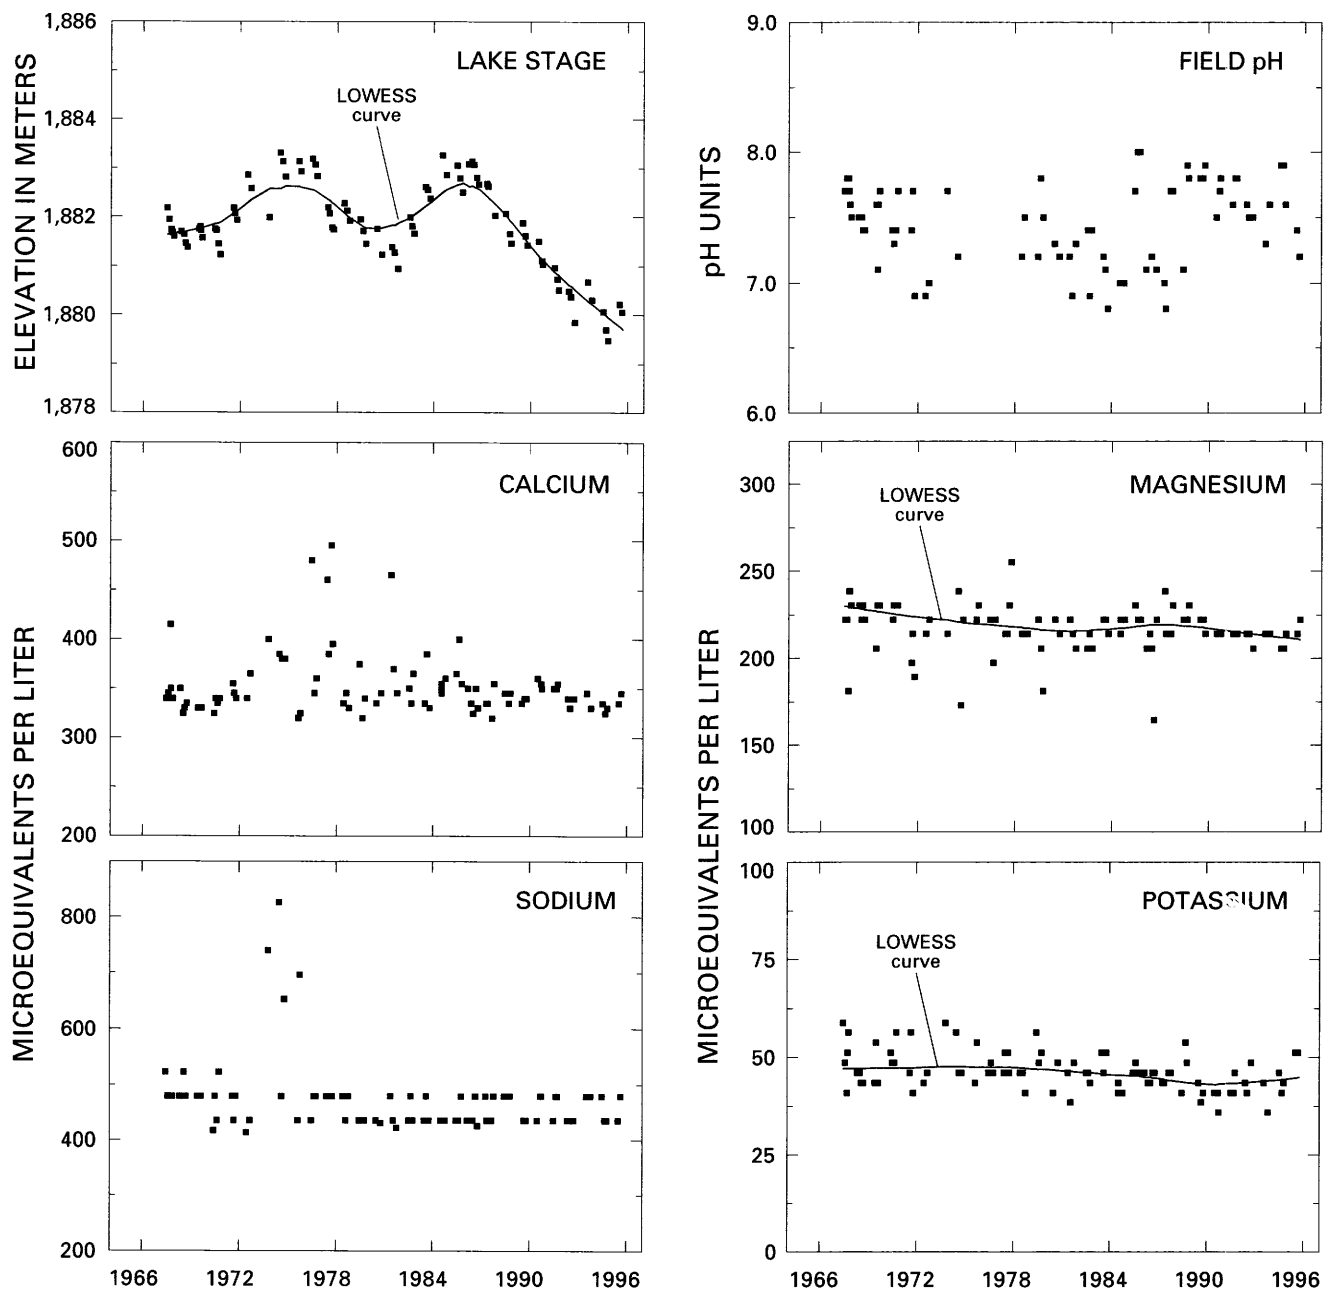 ELEVATION IN METERS
1,886
1,884
1,882
1,880
1,878
LAKE STAGE
LOWESS
curve
pH UNITS
9.0
8.0
7.0
6.0
FIELD pH
MICROEQUIVALENTS PER LITER
600
500
400
300
200
CALCIUM
MICROEQUIVALENTS PER LITER
300
250
200
150
100
MAGNESIUM
LOWESS
curve
800
600
400
200
SODIUM
1966 1972 1978 1984 1990 1996
100
75
50
25
0
POTASSIUM
LOWESS
curve
1966 1972 1978 1984 1990 1996